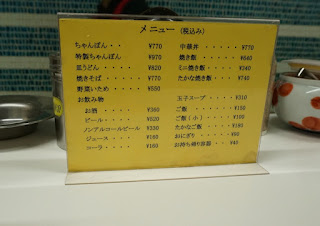 メニュー (税込み)
ちゃんぽん・・ ¥770
特製ちゃんぽん ¥970
皿うどん・・・ ¥820
焼きそば・・・ ¥770
野菜いため・・ ¥550
お飲み物
お酒・・・・・ ¥360
ビール・・・・ ¥520
ノンアルコールビール ¥330
ジュース・・・ ¥160
コーラ・・・・ ¥160
中華丼・・・・・ ¥770
焼き飯・・・・・ ¥640
ミニ焼き飯・・・ ¥340
たかな焼き飯・・ ¥740
玉子スープ・・・ ¥310
ご飯・・・・・・
ご飯(小)・・・
たかなご飯・・・
おにぎり・・・・
お持ち帰り容器・・ ¥40